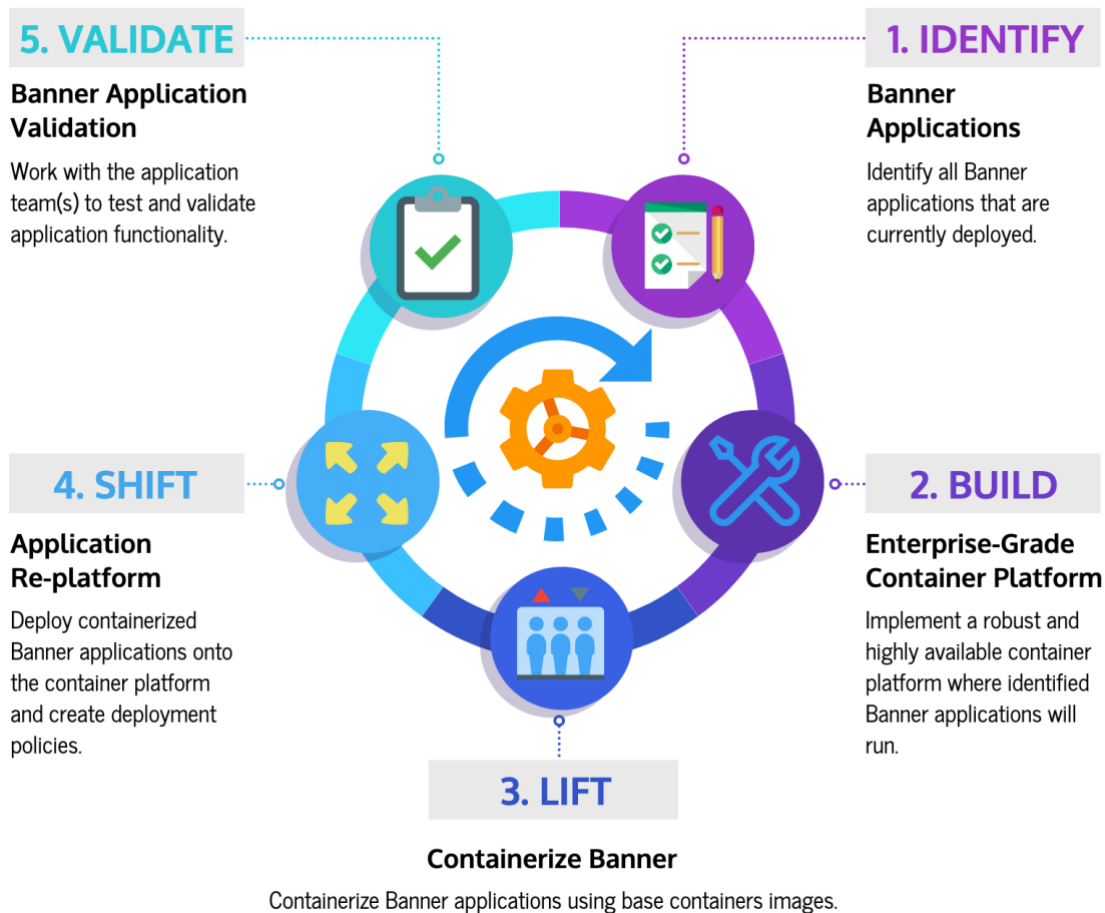 5. VALIDATE
Banner Application
Validation
Work with the application
team(s) to test and validate
application functionality.
1. IDENTIFY
Banner
Applications
Identify all Banner
applications that are
currently deployed.
4. SHIFT
Application
Re-platform
Deploy containerized
Banner applications onto
the container platform
and create deployment
policies.
2. BUILD
Enterprise-Grade
Container Platform
Implement a robust and
highly available container
platform where identified
Banner applications will
run.
3. LIFT
Containerize Banner
Containerize Banner applications using base containers images.